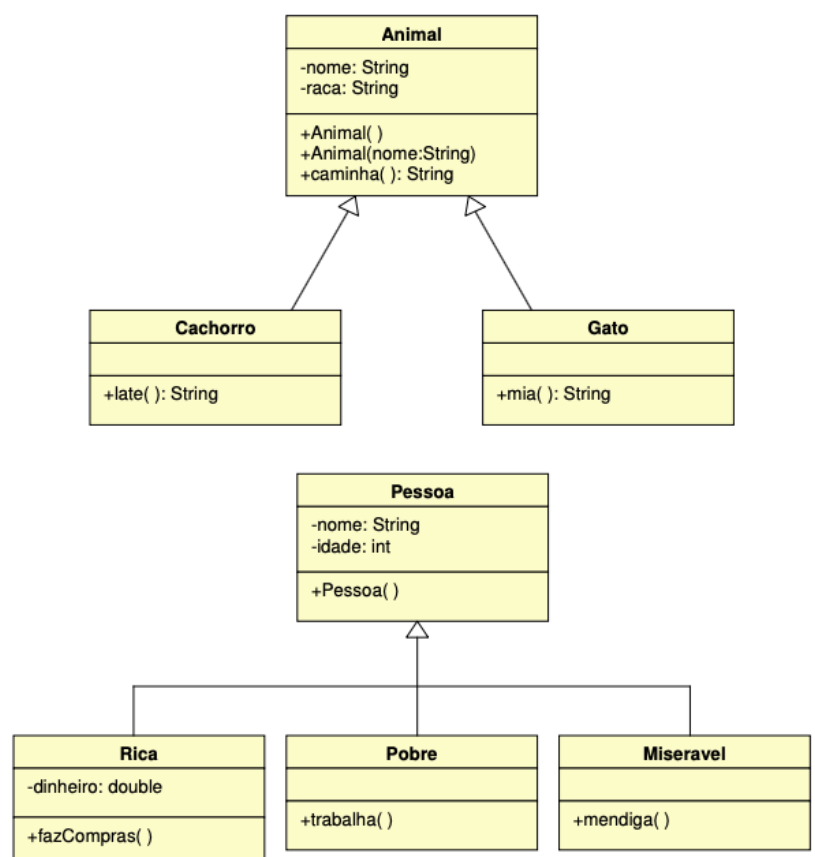 Animal
-nome: String
-raca: String
+Animal( )
+Animal(nome:String)
+caminha( ): String
Cachorro
+late( ): String
Gato
+mia( ): String
Pessoa
-nome: String
-idade: int
+Pessoa( )
Rica
-dinheiro: double
+fazCompras( )
Pobre
+trabalha( )
Miseravel
+mendiga( )